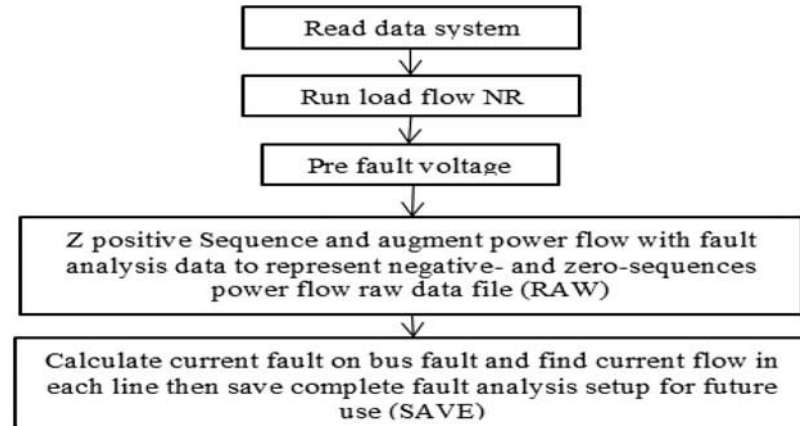 Read data system
Run load flow NR
Pre fault voltage
Z positive Sequence and augment power flow with fault
analysis data to represent negative- and zero-sequences
power flow raw data file (RAW)
Calculate current fault on bus fault and find current flow in
each line then save complete fault analysis setup for future
use (SAVE)